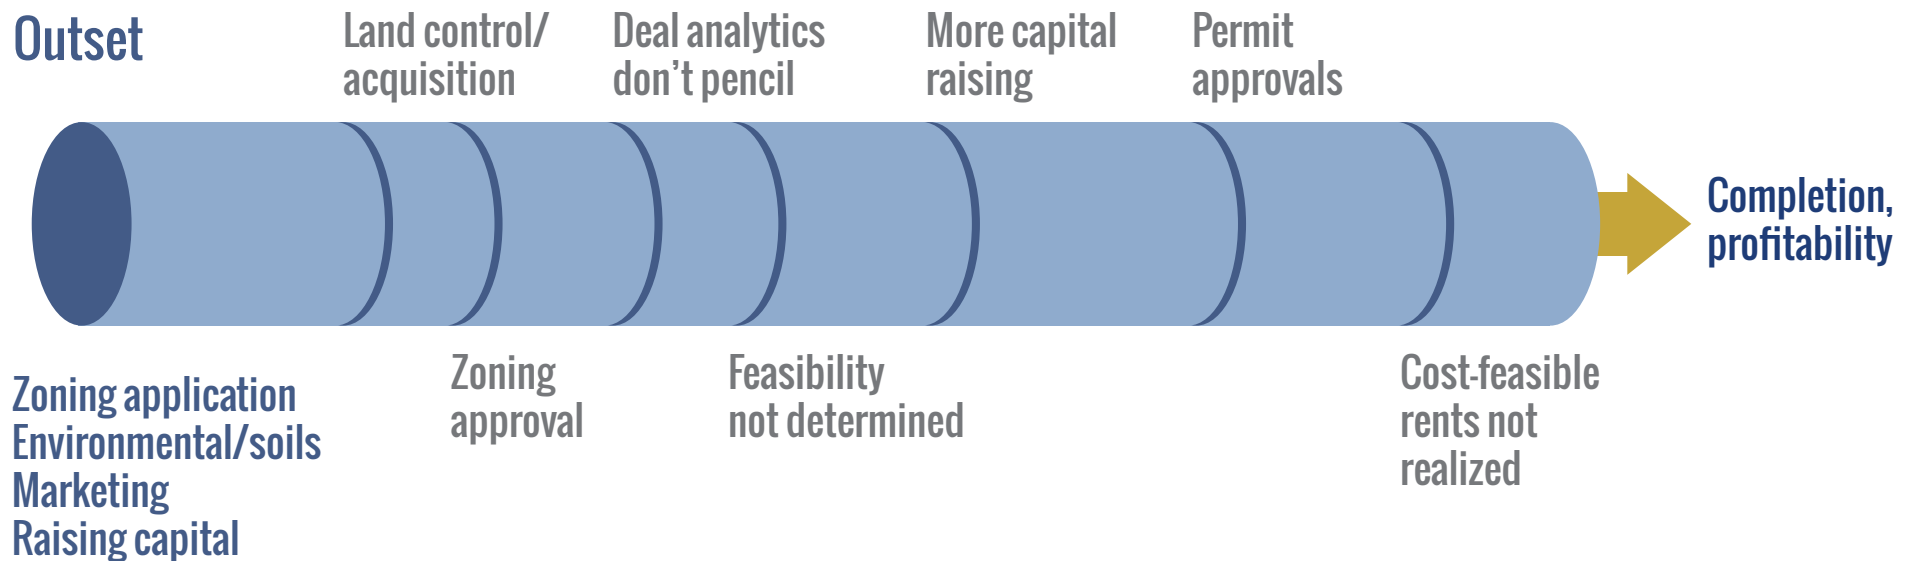 Outset
Land control/
acquisition
Deal analytics
don’t pencil
More capital
raising
Permit
approvals
Completion,
profitability
Zoning application
Environmental/soils
Marketing
Raising capital
Zoning
approval
Feasibility
not determined
Cost-feasible
rents not
realized